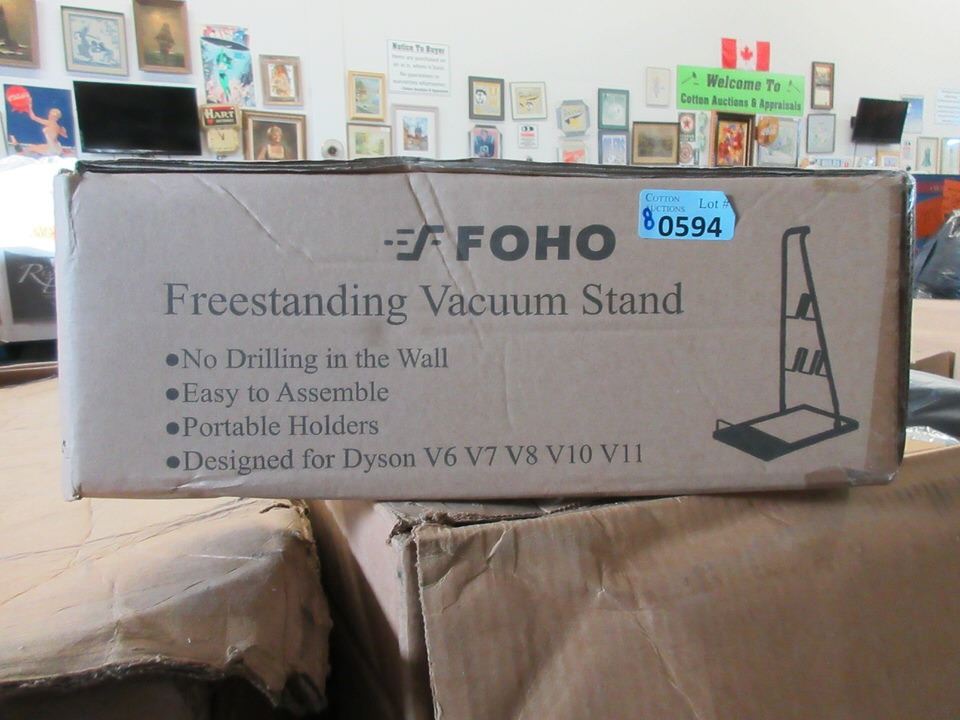 Notice To Buyer
HART
Welcome To
Cotton Auctions & Appraisals
COTTON Lot #
AUCTIONS
8 0594
FOHO
Freestanding Vacuum Stand
●No Drilling in the Wall
●Easy to Assemble
●Portable Holders
●Designed for Dyson V6 V7 V8 V10 V11